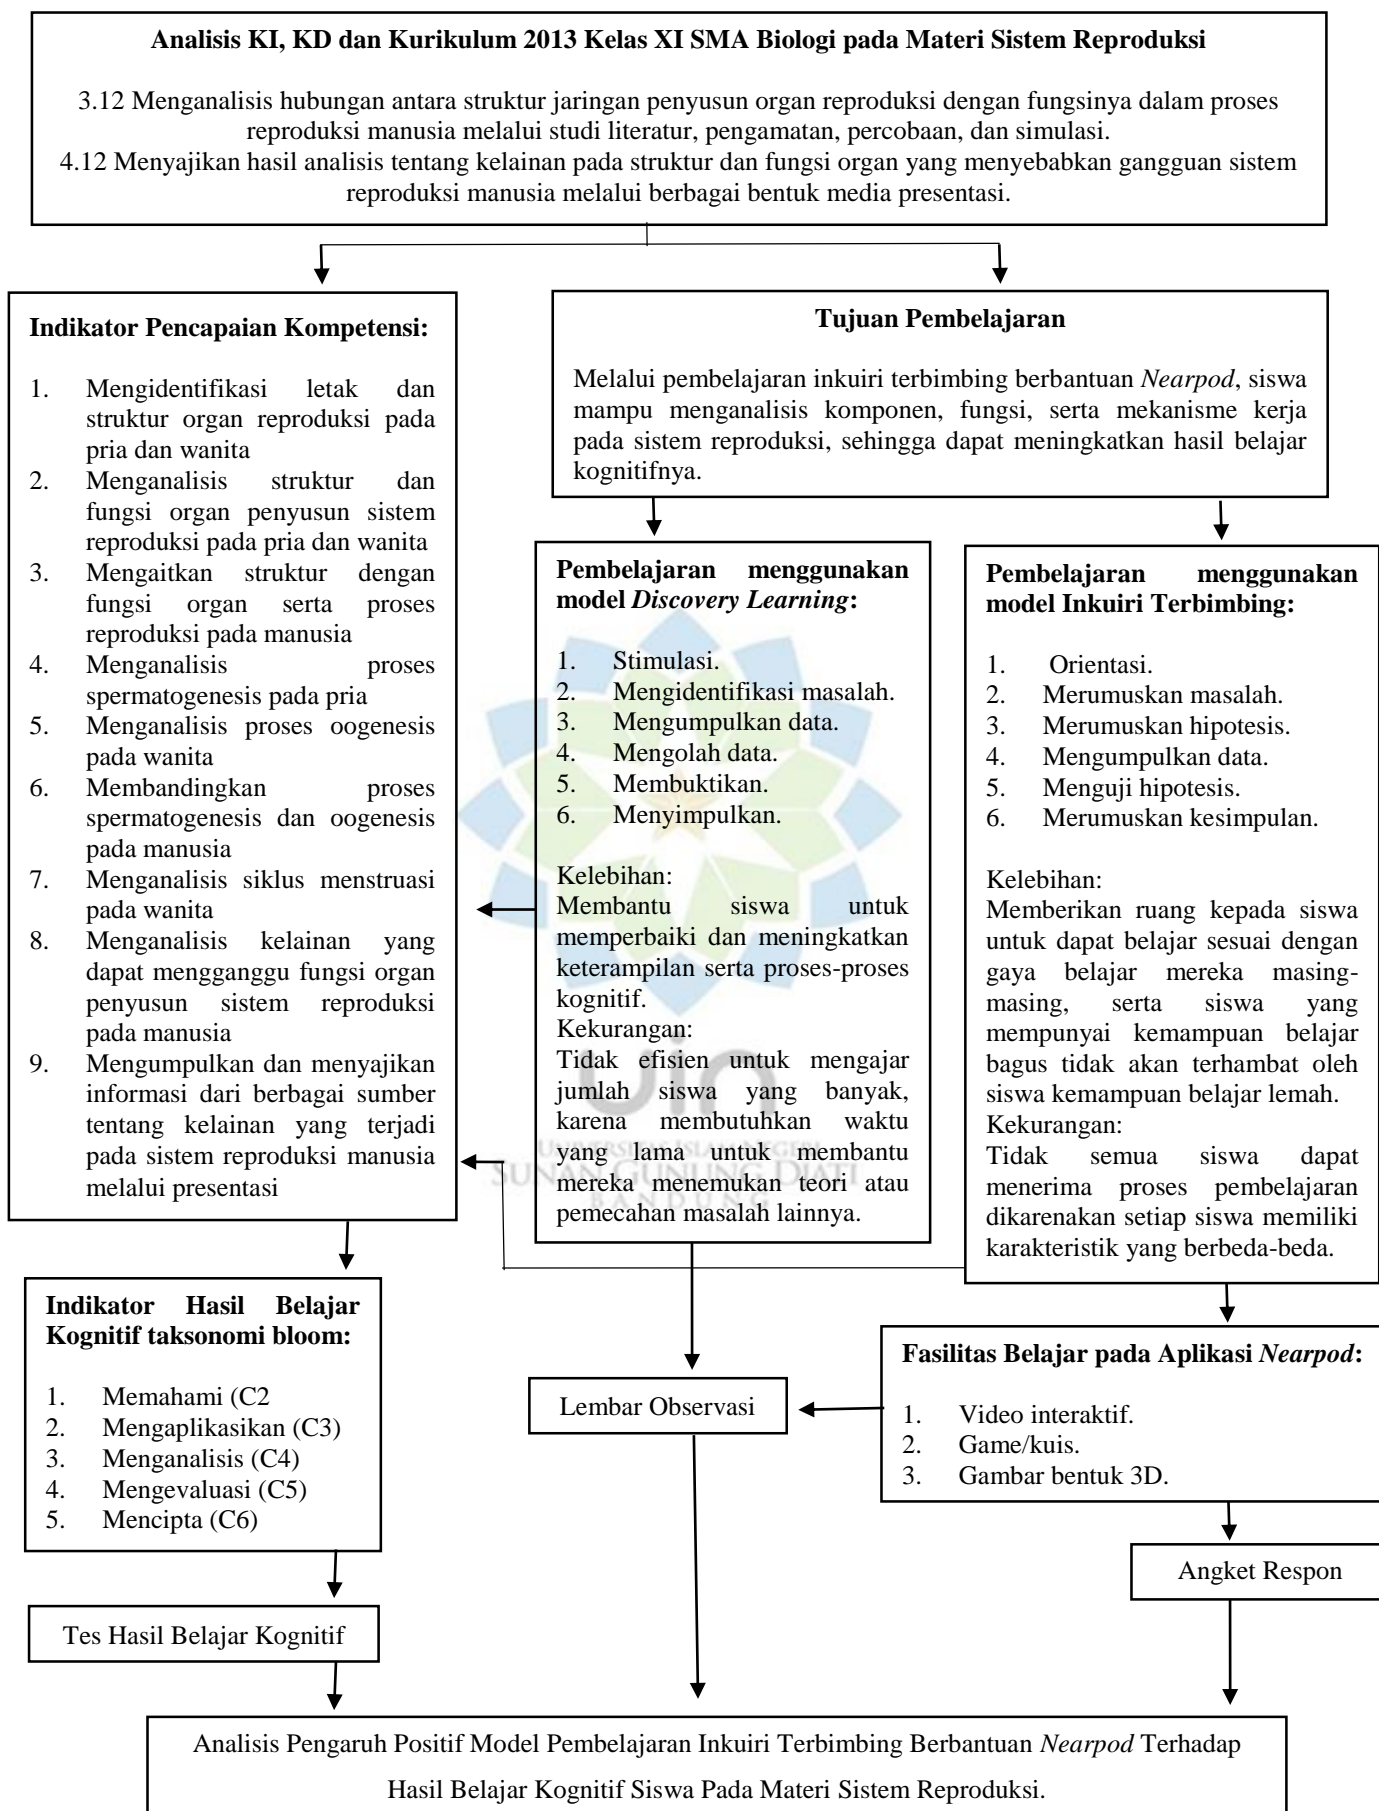 Analisis KI, KD dan Kurikulum 2013 Kelas XI SMA Biologi pada Materi Sistem Reproduksi
3.12 Menganalisis hubungan antara struktur jaringan penyusun organ reproduksi dengan fungsinya dalam proses
reproduksi manusia melalui studi literatur, pengamatan, percobaan, dan simulasi.
4.12 Menyajikan hasil analisis tentang kelainan pada struktur dan fungsi organ yang menyebabkan gangguan sistem
reproduksi manusia melalui berbagai bentuk media presentasi.
Indikator Pencapaian Kompetensi:
1. Mengidentifikasi letak dan
struktur organ reproduksi pada
pria dan wanita
2. Menganalisis struktur dan
fungsi organ penyusun sistem
reproduksi pada pria dan wanita
3. Mengaitkan struktur dengan
fungsi organ serta proses
reproduksi pada manusia
4. Menganalisis proses
spermatogenesis pada pria
5. Menganalisis proses oogenesis
pada wanita
6. Membandingkan proses
spermatogenesis dan oogenesis
pada manusia
7. Menganalisis siklus menstruasi
pada wanita
8. Menganalisis kelainan yang
dapat mengganggu fungsi organ
penyusun sistem reproduksi
pada manusia
9. Mengumpulkan dan menyajikan
informasi dari berbagai sumber
tentang kelainan yang terjadi
pada sistem reproduksi manusia
melalui presentasi
Tujuan Pembelajaran
Melalui pembelajaran inkuiri terbimbing berbantuan Nearpod, siswa
mampu menganalisis komponen, fungsi, serta mekanisme kerja
pada sistem reproduksi, sehingga dapat meningkatkan hasil belajar
kognitifnya.
Pembelajaran menggunakan
model Discovery Learning:
1. Stimulasi.
2. Mengidentifikasi masalah.
3. Mengumpulkan data.
4. Mengolah data.
5. Membuktikan.
6. Menyimpulkan.
Kelebihan:
Membantu siswa untuk
memperbaiki dan meningkatkan
keterampilan serta proses-proses
kognitif.
Kekurangan:
Tidak efisien untuk mengajar
jumlah siswa yang banyak,
karena membutuhkan waktu
yang lama untuk membantu
mereka menemukan teori atau
pemecahan masalah lainnya.
Pembelajaran menggunakan
model Inkuiri Terbimbing:
1. Orientasi.
2. Merumuskan masalah.
3. Merumuskan hipotesis.
4. Mengumpulkan data.
5. Menguji hipotesis.
6. Merumuskan kesimpulan.
Kelebihan:
Memberikan ruang kepada siswa
untuk dapat belajar sesuai dengan
gaya belajar mereka masing-
masing, serta siswa yang
mempunyai kemampuan belajar
bagus tidak akan terhambat oleh
siswa kemampuan belajar lemah.
Kekurangan:
Tidak semua siswa dapat
menerima proses pembelajaran
dikarenakan setiap siswa memiliki
karakteristik yang berbeda-beda.
uin
UNIVERSITAS ISLAM NEGERI
SUNAN GUNUNG DJATI
BANDUNG
Indikator Hasil Belajar
Kognitif taksonomi bloom:
1. Memahami (C2
2. Mengaplikasikan (C3)
3. Menganalisis (C4)
4. Mengevaluasi (C5)
5. Mencipta (C6)
Lembar Observasi
Fasilitas Belajar pada Aplikasi Nearpod:
1. Video interaktif.
2. Game/kuis.
3. Gambar bentuk 3D.
Angket Respon
Tes Hasil Belajar Kognitif
Analisis Pengaruh Positif Model Pembelajaran Inkuiri Terbimbing Berbantuan Nearpod Terhadap
Hasil Belajar Kognitif Siswa Pada Materi Sistem Reproduksi.